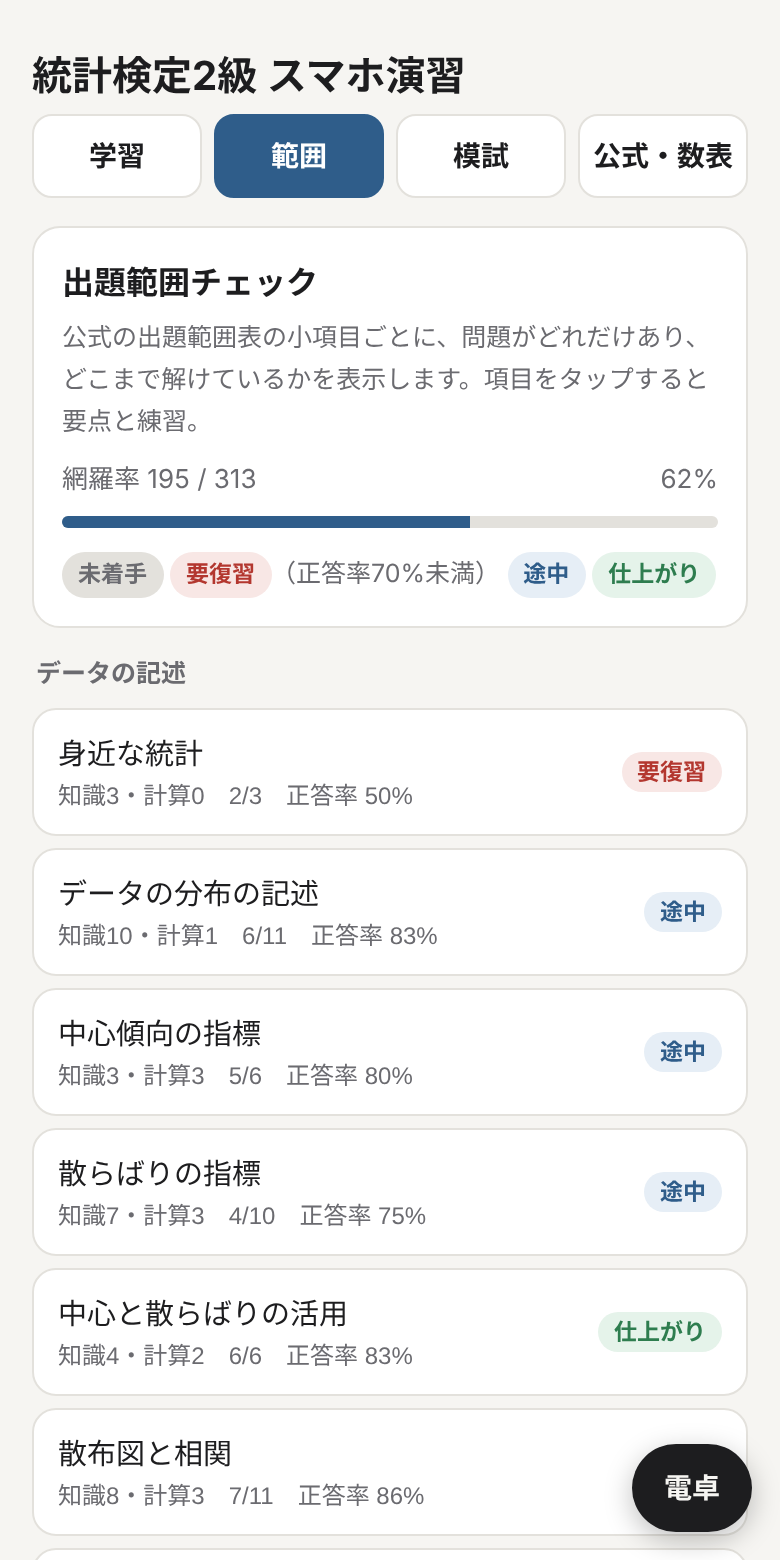 統計検定2級 スマホ演習
学習 範囲 模試 公式・数表
出題範囲チェック
公式の出題範囲表の小項目ごとに、問題がどれだけあり、
どこまで解けているかを表示します。項目をタップすると
要点と練習。
網羅率 195 / 313 62%
未着手 要復習 （正答率70%未満） 途中 仕上がり
データの記述
身近な統計
知識3・計算0 2/3 正答率 50%
要復習
データの分布の記述
知識10・計算1 6/11 正答率 83%
途中
中心傾向の指標
知識3・計算3 5/6 正答率 80%
途中
散らばりの指標
知識7・計算3 4/10 正答率 75%
途中
中心と散らばりの活用
知識4・計算2 6/6 正答率 83%
仕上がり
散布図と相関
知識8・計算3 7/11 正答率 86%
電卓